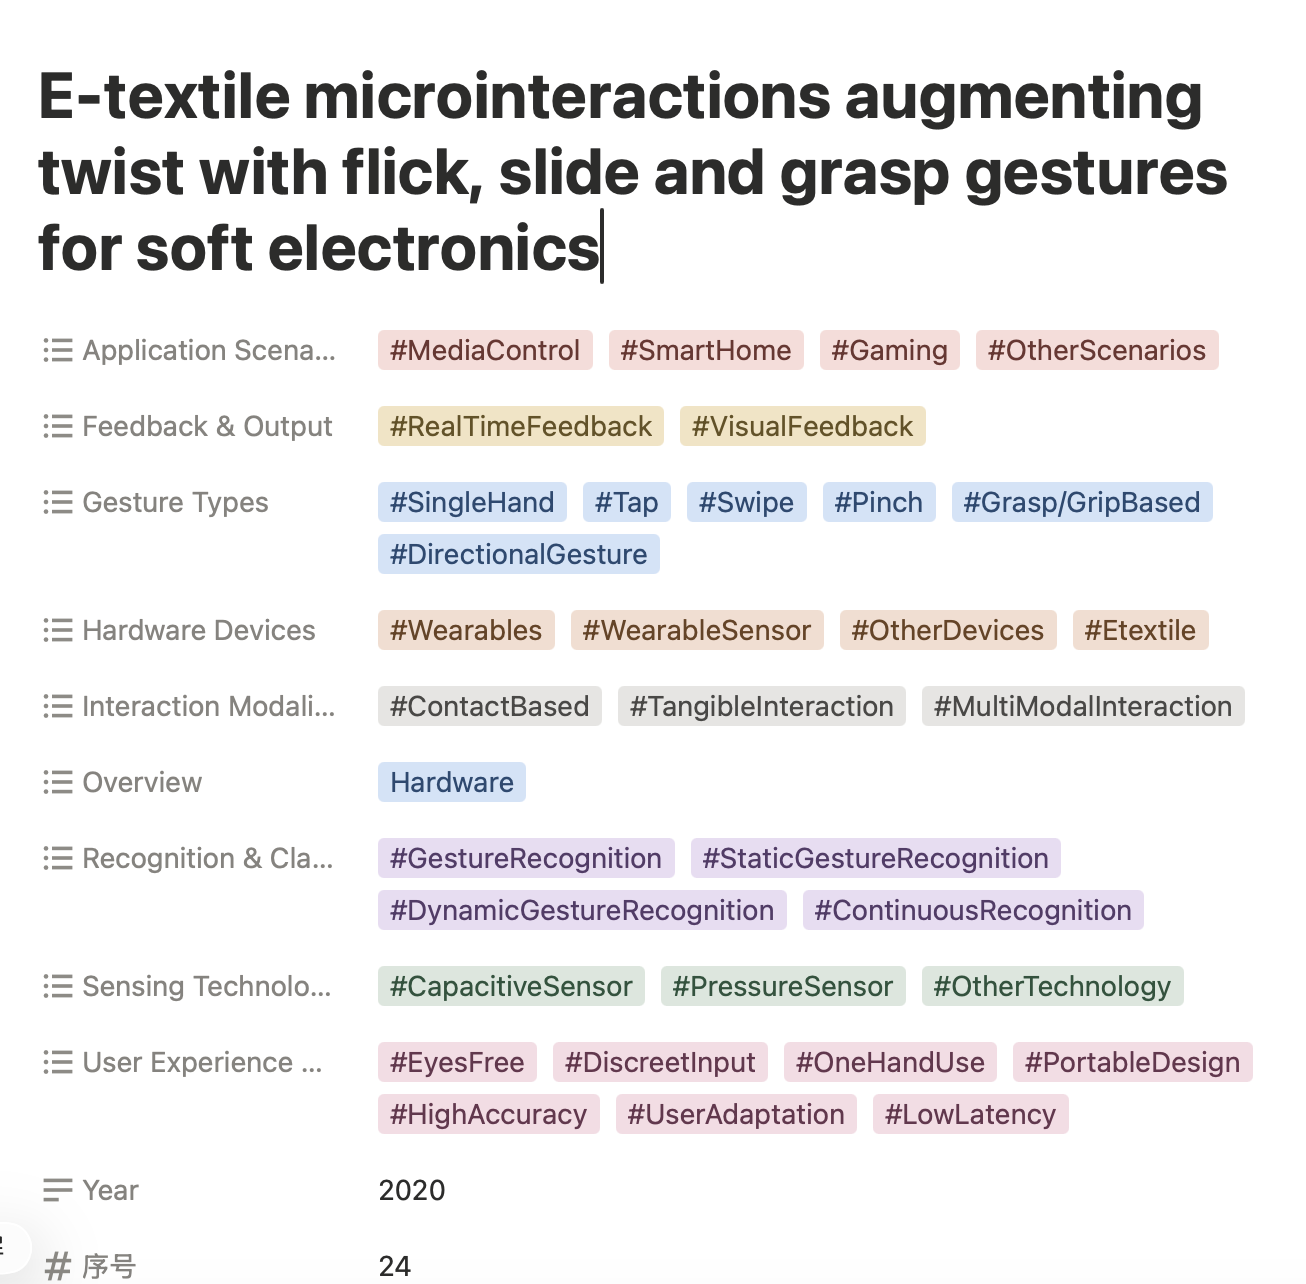 E-textile microinteractions augmenting
twist with flick, slide and grasp gestures
for soft electronics
Application Scena... #MediaControl #SmartHome #Gaming #OtherScenarios
Feedback & Output #RealTimeFeedback #VisualFeedback
Gesture Types #SingleHand #Tap #Swipe #Pinch #Grasp/GripBased
#DirectionalGesture
Hardware Devices #Wearables #WearableSensor #OtherDevices #Etextile
Interaction Modali... #ContactBased #TangibleInteraction #MultiModalInteraction
Overview Hardware
Recognition & Cla... #GestureRecognition #StaticGestureRecognition
#DynamicGestureRecognition #ContinuousRecognition
Sensing Technolo... #CapacitiveSensor #PressureSensor #OtherTechnology
User Experience ... #EyesFree #DiscreetInput #OneHandUse #PortableDesign
#HighAccuracy #UserAdaptation #LowLatency
Year 2020
# 序号 24